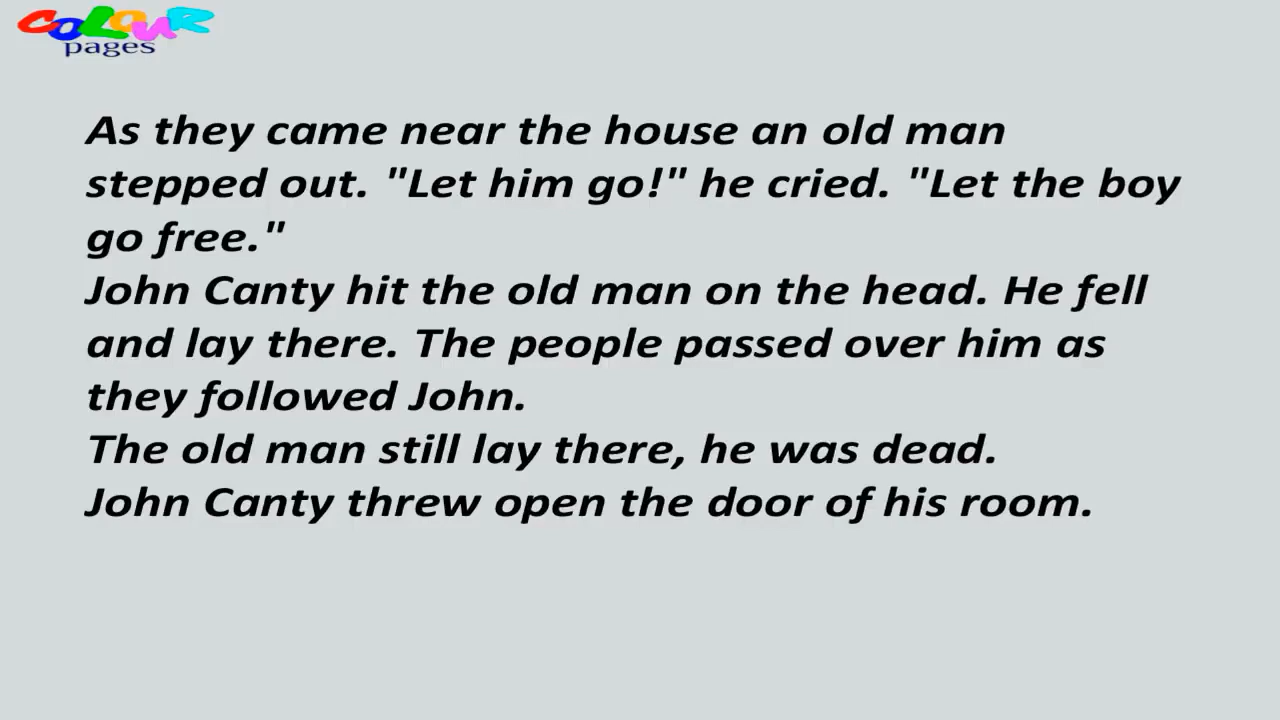 COLOUR
pages
As they came near the house an old man
stepped out. "Let him go!" he cried. "Let the boy
go free."
John Canty hit the old man on the head. He fell
and lay there. The people passed over him as
they followed John.
The old man still lay there, he was dead.
John Canty threw open the door of his room.